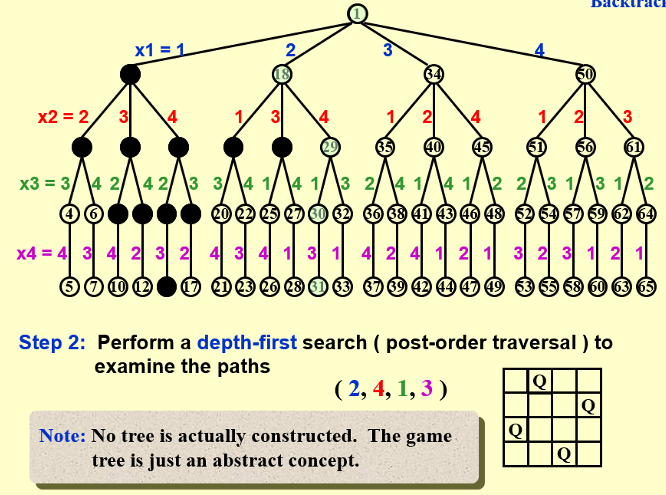 Backtrack
1
x1 = 1 2 3 4
18 34 50
x2 = 2 3 4 1 3 4 1 2 4 1 2 3
29 35 40 45 51 56 61
x3 = 3 4 2 4 2 3 3 4 1 4 1 3 2 4 1 4 1 2 2 3 1 3 1 2
4 6 20 22 25 27 30 32 36 38 41 43 46 48 52 54 57 59 62 64
x4 = 4 3 4 2 3 2 4 3 4 1 3 1 4 2 4 1 2 1 3 2 3 1 2 1
5 7 10 12 17 21 23 26 28 31 33 37 39 42 44 47 49 53 55 58 60 63 65
Step 2: Perform a depth-first search ( post-order traversal ) to
examine the paths
( 2, 4, 1, 3 )
Q
Q
Q
Q
Note: No tree is actually constructed. The game
tree is just an abstract concept.